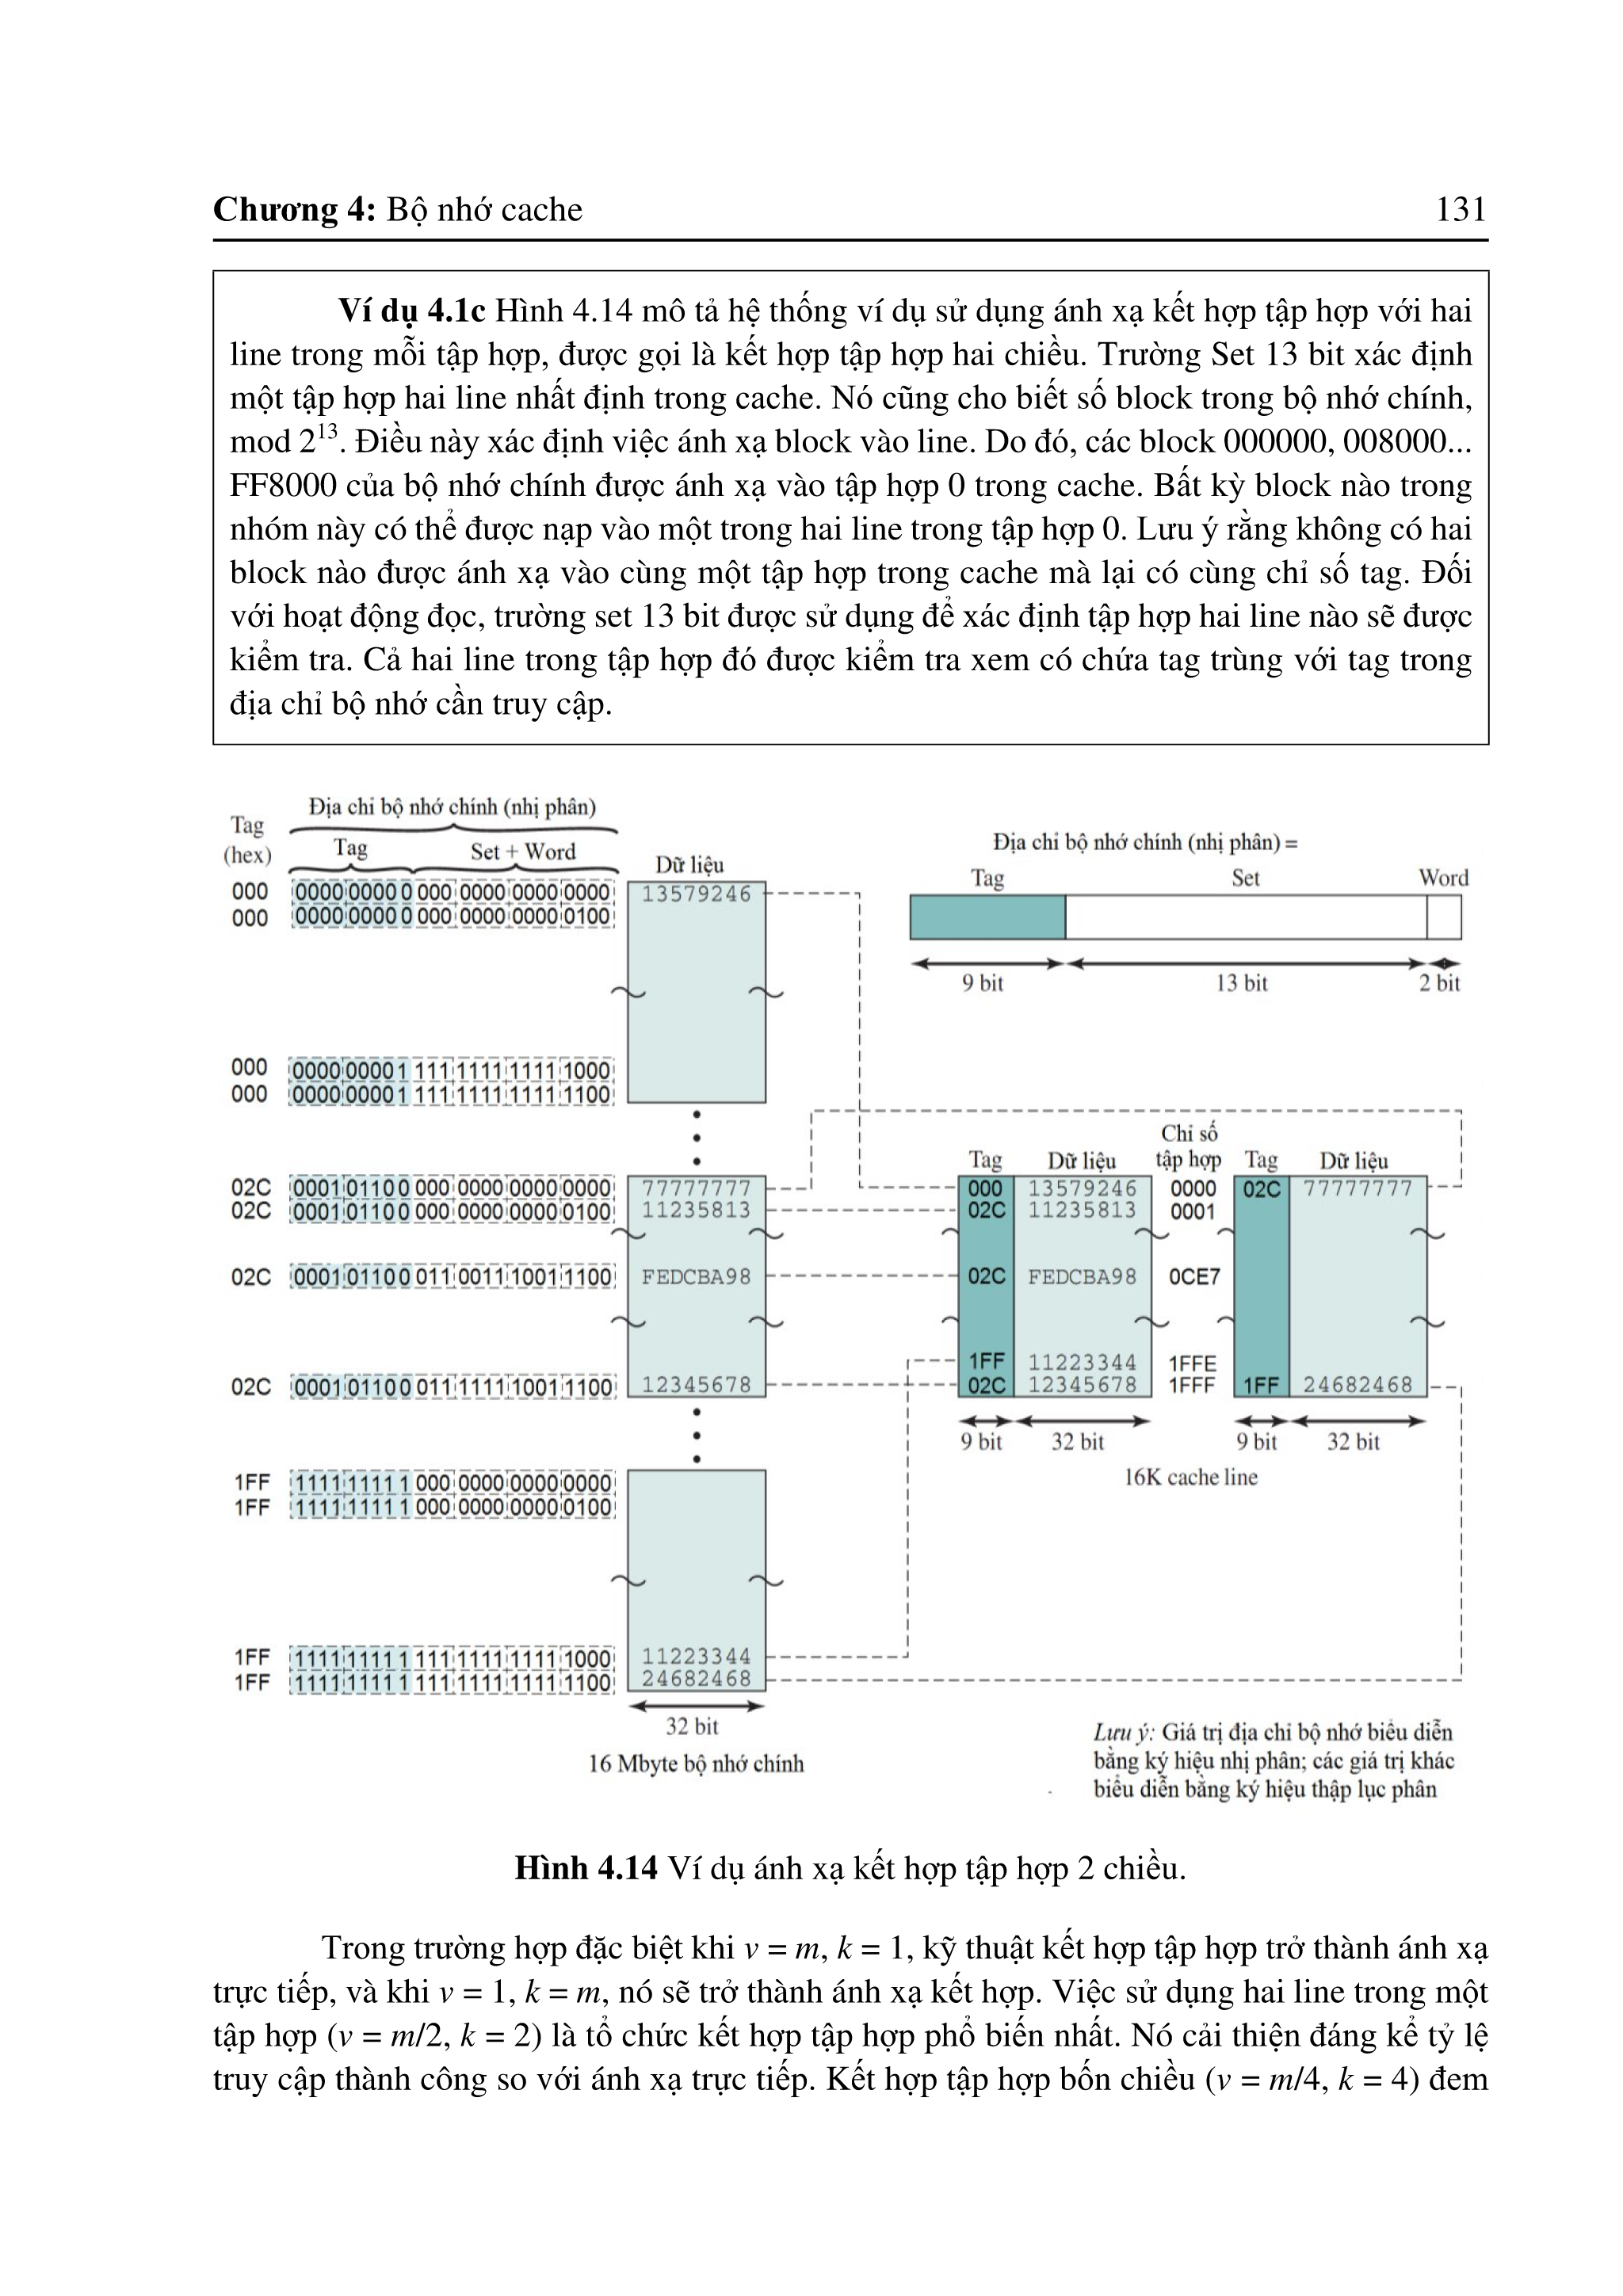 Chương 4: Bộ nhớ cache 131
Ví dụ 4.1c Hình 4.14 mô tả hệ thống ví dụ sử dụng ánh xạ kết hợp tập hợp với hai
line trong mỗi tập hợp, được gọi là kết hợp tập hợp hai chiều. Trường Set 13 bit xác định
một tập hợp hai line nhất định trong cache. Nó cũng cho biết số block trong bộ nhớ chính,
mod 2^13. Điều này xác định việc ánh xạ block vào line. Do đó, các block 000000, 008000...
FF8000 của bộ nhớ chính được ánh xạ vào tập hợp 0 trong cache. Bất kỳ block nào trong
nhóm này có thể được nạp vào một trong hai line trong tập hợp 0. Lưu ý rằng không có hai
block nào được ánh xạ vào cùng một tập hợp trong cache mà lại có cùng chỉ số tag. Đối
với hoạt động đọc, trường set 13 bit được sử dụng để xác định tập hợp hai line nào sẽ được
kiểm tra. Cả hai line trong tập hợp đó được kiểm tra xem có chứa tag trùng với tag trong
địa chỉ bộ nhớ cần truy cập.
Địa chỉ bộ nhớ chính (nhị phân)
Tag
(hex)
Tag Set + Word Dữ liệu
000 0000 0000 0 000 0000 0000 0000 13579246
000 0000 0000 0 000 0000 0000 0100
000 0000 0000 1 111 1111 1111 1000
000 0000 0000 1 111 1111 1111 1100
02C 0001 0110 0 000 0000 0000 0000 77777777
02C 0001 0110 0 000 0000 0000 0100 11235813
02C 0001 0110 0 011 0011 1001 1100 FEDCBA98
02C 0001 0110 0 011 1111 1001 1100 12345678
1FF 1111 1111 1 000 0000 0000 0000
1FF 1111 1111 1 000 0000 0000 0100
1FF 1111 1111 1 111 1111 1111 1000 11223344
1FF 1111 1111 1 111 1111 1111 1100 24682468
32 bit
16 Mbyte bộ nhớ chính
Địa chỉ bộ nhớ chính (nhị phân) =
Tag Set Word
9 bit 13 bit 2 bit
Chỉ số
Tag Dữ liệu tập hợp Tag Dữ liệu
000 13579246 0000 02C 77777777
02C 11235813 0001
02C FEDCBA98 0CE7
1FF 11223344 1FFE
02C 12345678 1FFF 1FF 24682468
9 bit 32 bit 9 bit 32 bit
16K cache line
Lưu ý: Giá trị địa chỉ bộ nhớ biểu diễn
bằng ký hiệu nhị phân; các giá trị khác
biểu diễn bằng ký hiệu thập lục phân
Hình 4.14 Ví dụ ánh xạ kết hợp tập hợp 2 chiều.
Trong trường hợp đặc biệt khi v = m, k = 1, kỹ thuật kết hợp tập hợp trở thành ánh xạ
trực tiếp, và khi v = 1, k = m, nó sẽ trở thành ánh xạ kết hợp. Việc sử dụng hai line trong một
tập hợp (v = m/2, k = 2) là tổ chức kết hợp tập hợp phổ biến nhất. Nó cải thiện đáng kể tỷ lệ
truy cập thành công so với ánh xạ trực tiếp. Kết hợp tập hợp bốn chiều (v = m/4, k = 4) đem